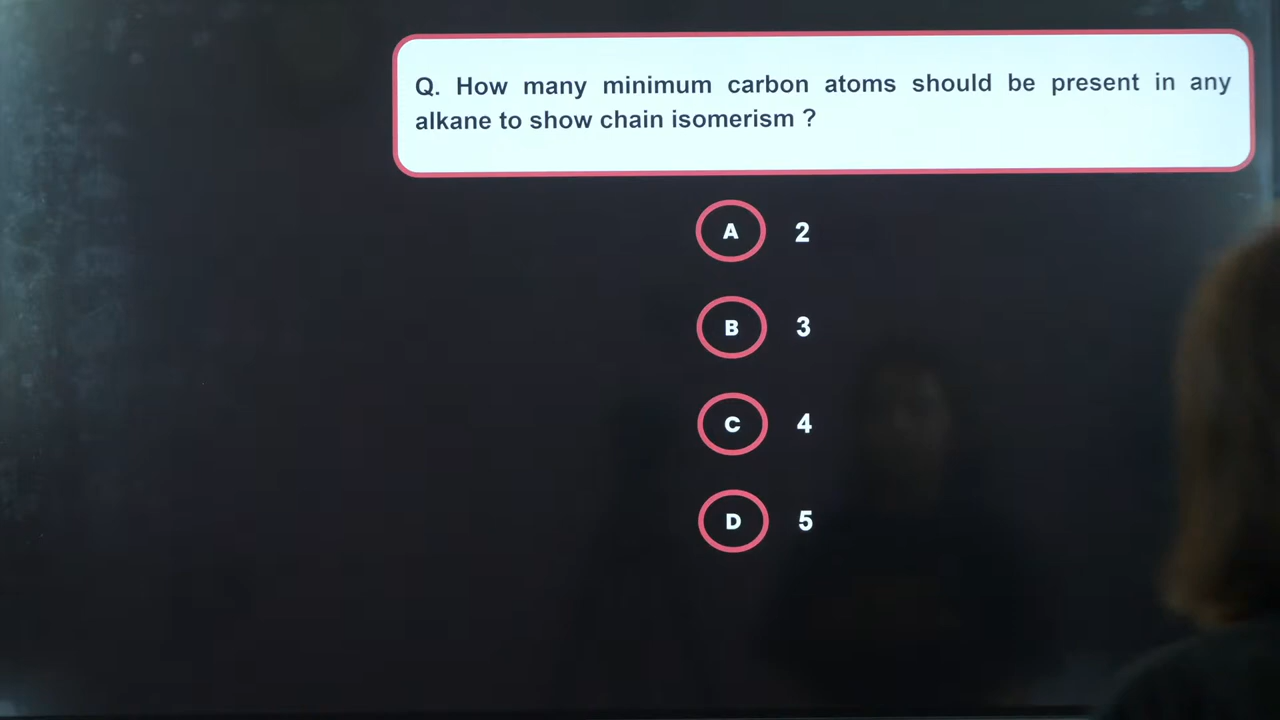 Q. How many minimum carbon atoms should be present in any
alkane to show chain isomerism ?
A 2
B 3
C 4
D 5